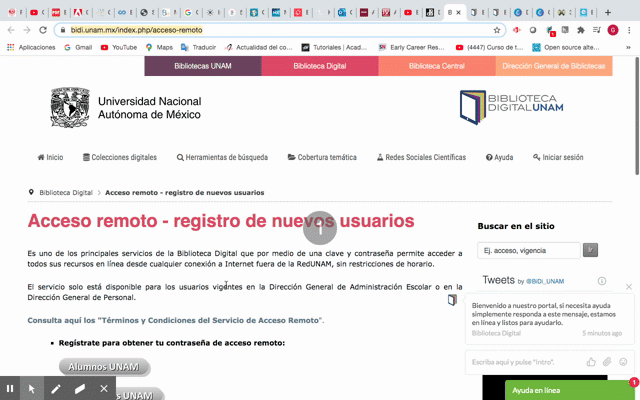 bidi.unam.mx/index.php/acceso-remoto
Aplicaciones Gmail YouTube Maps Traducir Actualidad del co... Tutoriales | Acad... Early Career Res... (4447) Curso de t... Open source alte...
Bibliotecas UNAM Biblioteca Digital Biblioteca Central Dirección General de Bibliotecas
Universidad Nacional
Autónoma de México
BIBLIOTECA
DIGITAL UNAM
Inicio Colecciones digitales Herramientas de búsqueda Cobertura temática Redes Sociales Científicas Ayuda Iniciar sesión
Biblioteca Digital > Acceso remoto - registro de nuevos usuarios
Acceso remoto - registro de nuevos usuarios
1
Es uno de los principales servicios de la Biblioteca Digital que por medio de una clave y contraseña permite acceder a
todos sus recursos en línea desde cualquier conexión a Internet fuera de la RedUNAM, sin restricciones de horario.
El servicio solo está disponible para los usuarios vigentes en la Dirección General de Administración Escolar o en la
Dirección General de Personal.
Consulta aquí los "Términos y Condiciones del Servicio de Acceso Remoto".
• Regístrate para obtener tu contraseña de acceso remoto:
Alumnos UNAM
UNAM
Buscar en el sitio
Ej. acceso, vigencia
Tweets by @BiDi_UNAM
Bienvenido a nuestro portal, si necesita ayuda
simplemente responda a este mensaje, estamos
en línea y listos para ayudarlo.
Biblioteca Digital 5 minutos ago
Escriba aquí y pulse "intro".
Ayuda en línea
1